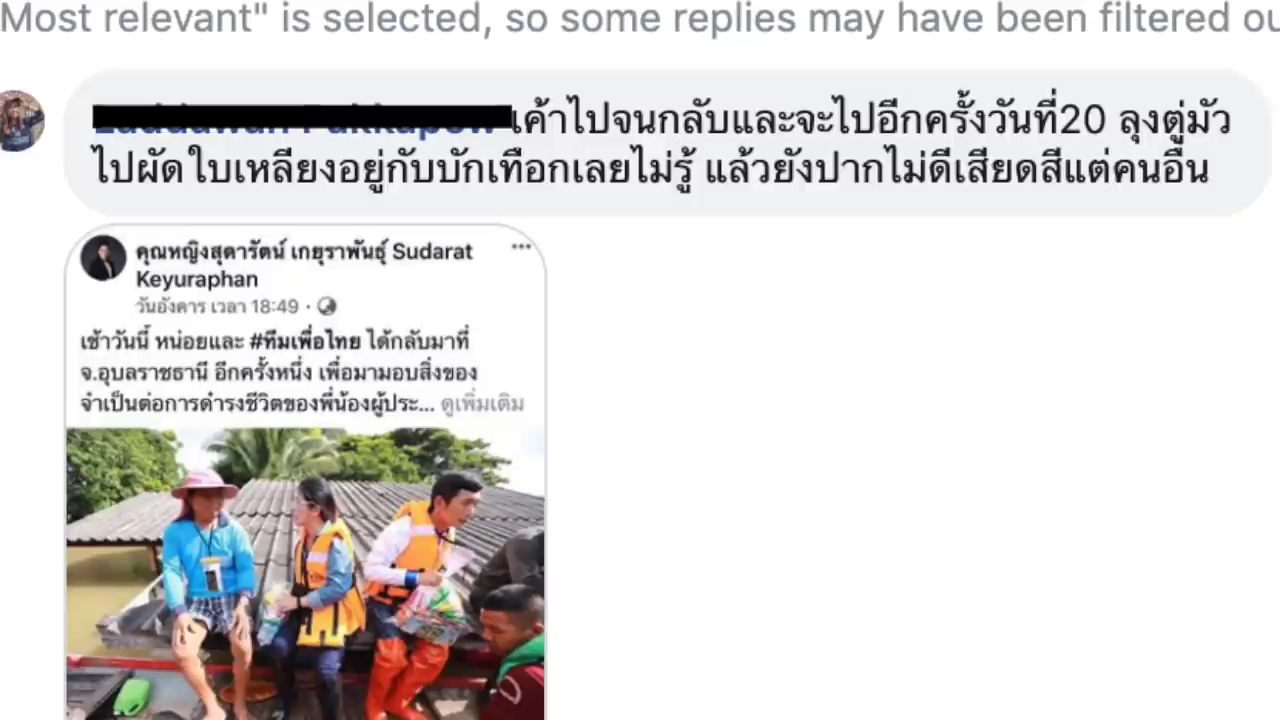 Most relevant" is selected, so some replies may have been filtered ou
เค้าไปจนกลับและจะไปอีกครั้งวันที่20 ลุงตู่มัว
ไปผัดใบเหลียงอยู่กับบักเทือกเลยไม่รู้ แล้วยังปากไม่ดีเสียดสีแต่คนอื่น
คุณหญิงสุดารัตน์ เกยุราพันธุ์ Sudarat
Keyuraphan
วันอังคาร เวลา 18:49 ·
เช้าวันนี้ หน่อยและ #ทีมเพื่อไทย ได้กลับมาที่
จ.อุบลราชธานี อีกครั้งหนึ่ง เพื่อมามอบสิ่งของ
จำเป็นต่อการดำรงชีวิตของพี่น้องผู้ประ... ดูเพิ่มเติม